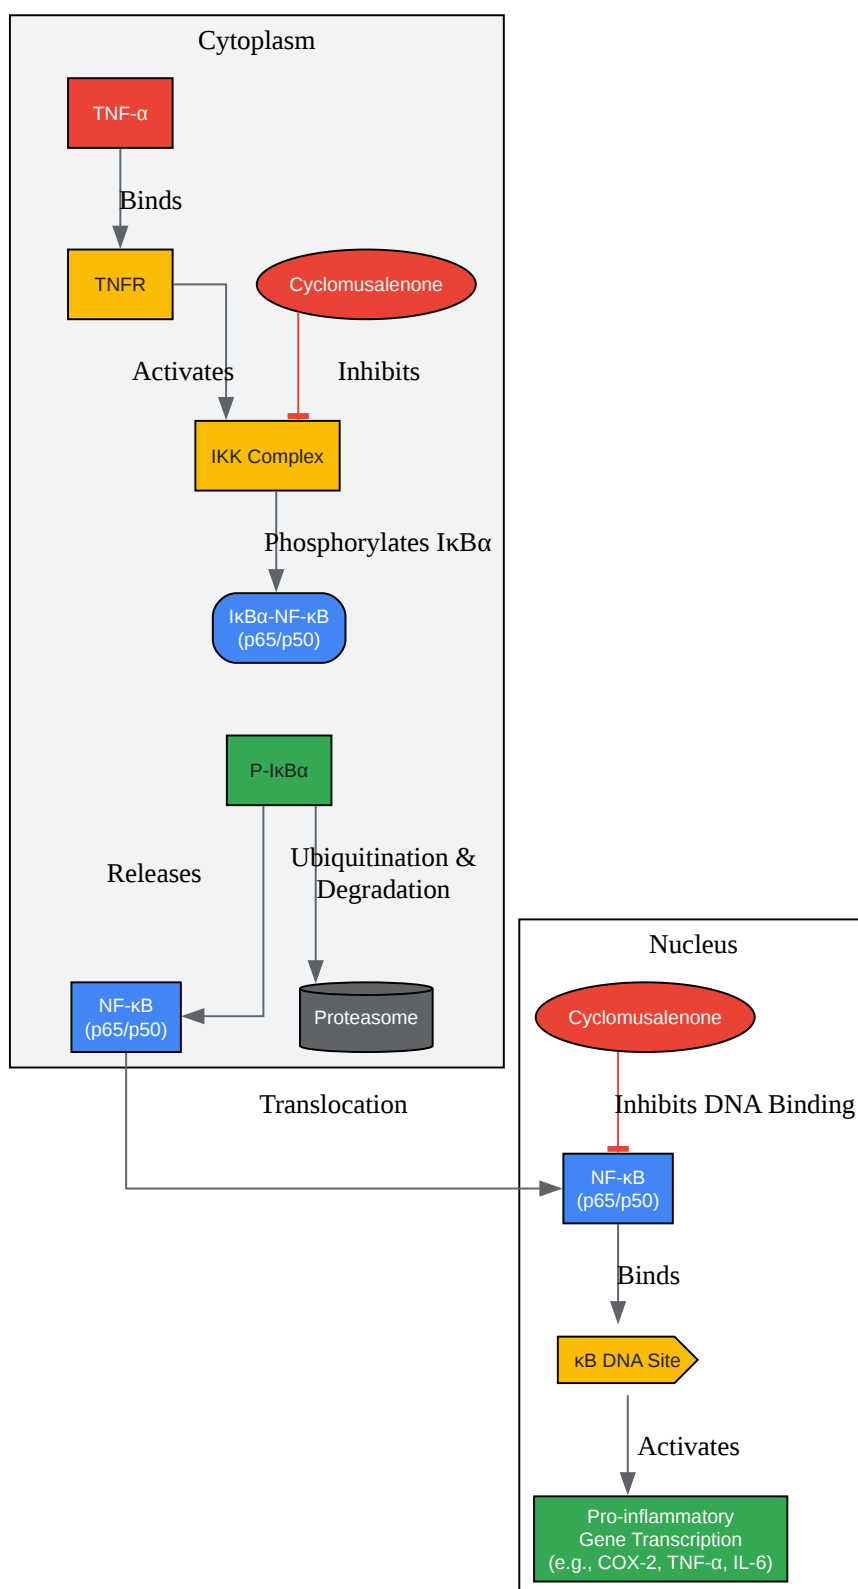 Cytoplasm
TNF-α
Binds
TNFR
Cyclomusalenone
Activates
Inhibits
IKK Complex
Phosphorylates IκBα
IκBα-NF-κB
(p65/p50)
P-IκBα
Releases
Ubiquitination &
Degradation
NF-κB
(p65/p50)
Proteasome
Translocation
Nucleus
Cyclomusalenone
Inhibits DNA Binding
NF-κB
(p65/p50)
Binds
κB DNA Site
Activates
Pro-inflammatory
Gene Transcription
(e.g., COX-2, TNF-α, IL-6)